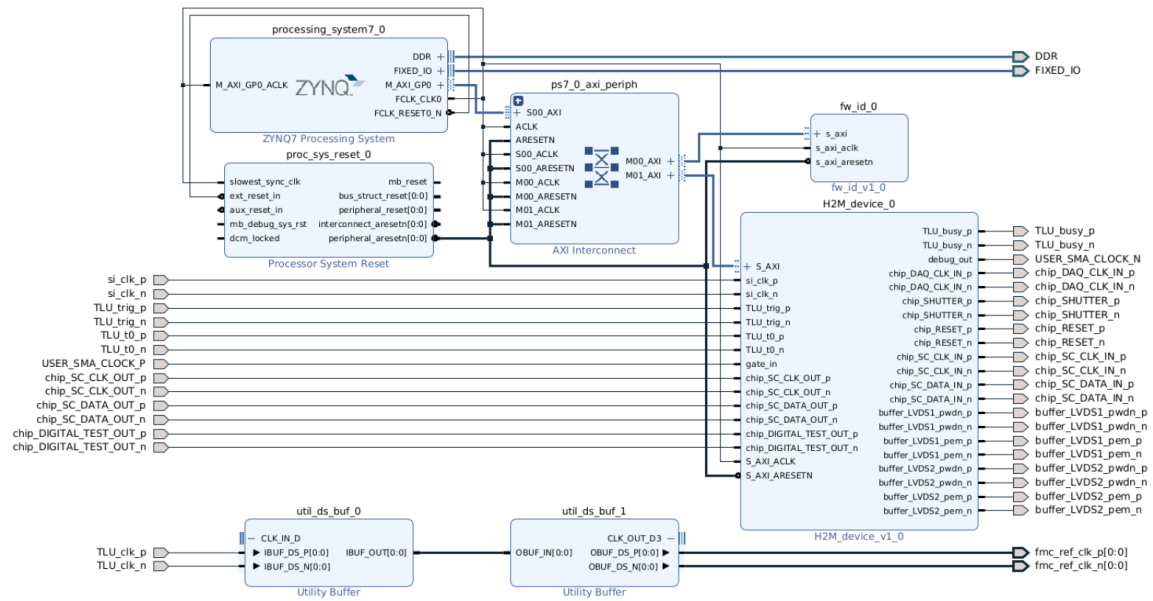 processing_system7_0
DDR
FIXED_IO
M_AXI_GP0_ACLK
ZYNQ
M_AXI_GP0
FCLK_CLK0
FCLK_RESET0_N
ZYNQ7 Processing System
DDR
FIXED_IO
proc_sys_reset_0
slowest_sync_clk
ext_reset_in
aux_reset_in
mb_debug_sys_rst
dcm_locked
mb_reset
bus_struct_reset[0:0]
peripheral_reset[0:0]
interconnect_aresetn[0:0]
peripheral_aresetn[0:0]
Processor System Reset
ps7_0_axi_periph
S00_AXI
ACLK
ARESETN
S00_ACLK
S00_ARESETN
M00_ACLK
M00_ARESETN
M01_ACLK
M01_ARESETN
M00_AXI
M01_AXI
AXI Interconnect
fw_id_0
s_axi
s_axi_aclk
s_axi_aresetn
fw_id_v1_0
H2M_device_0
S_AXI
si_clk_p
si_clk_n
TLU_trig_p
TLU_trig_n
TLU_t0_p
TLU_t0_n
gate_in
chip_SC_CLK_OUT_p
chip_SC_CLK_OUT_n
chip_SC_DATA_OUT_p
chip_SC_DATA_OUT_n
chip_DIGITAL_TEST_OUT_p
chip_DIGITAL_TEST_OUT_n
S_AXI_ACLK
S_AXI_ARESETN
TLU_busy_p
TLU_busy_n
debug_out
chip_DAQ_CLK_IN_p
chip_DAQ_CLK_IN_n
chip_SHUTTER_p
chip_SHUTTER_n
chip_RESET_p
chip_RESET_n
chip_SC_CLK_IN_p
chip_SC_CLK_IN_n
chip_SC_DATA_IN_p
chip_SC_DATA_IN_n
buffer_LVDS1_pwdn_p
buffer_LVDS1_pwdn_n
buffer_LVDS1_pem_p
buffer_LVDS1_pem_n
buffer_LVDS2_pwdn_p
buffer_LVDS2_pwdn_n
buffer_LVDS2_pem_p
buffer_LVDS2_pem_n
H2M_device_v1_0
TLU_busy_p
TLU_busy_n
USER_SMA_CLOCK_N
chip_DAQ_CLK_IN_p
chip_DAQ_CLK_IN_n
chip_SHUTTER_p
chip_SHUTTER_n
chip_RESET_p
chip_RESET_n
chip_SC_CLK_IN_p
chip_SC_CLK_IN_n
chip_SC_DATA_IN_p
chip_SC_DATA_IN_n
buffer_LVDS1_pwdn_p
buffer_LVDS1_pwdn_n
buffer_LVDS1_pem_p
buffer_LVDS1_pem_n
buffer_LVDS2_pwdn_p
buffer_LVDS2_pwdn_n
buffer_LVDS2_pem_p
buffer_LVDS2_pem_n
si_clk_p
si_clk_n
TLU_trig_p
TLU_trig_n
TLU_t0_p
TLU_t0_n
USER_SMA_CLOCK_P
chip_SC_CLK_OUT_p
chip_SC_CLK_OUT_n
chip_SC_DATA_OUT_p
chip_SC_DATA_OUT_n
chip_DIGITAL_TEST_OUT_p
chip_DIGITAL_TEST_OUT_n
TLU_clk_p
TLU_clk_n
util_ds_buf_0
CLK_IN_D
IBUF_DS_P[0:0]
IBUF_DS_N[0:0]
IBUF_OUT[0:0]
Utility Buffer
util_ds_buf_1
OBUF_IN[0:0]
CLK_OUT_D3
OBUF_DS_P[0:0]
OBUF_DS_N[0:0]
Utility Buffer
fmc_ref_clk_p[0:0]
fmc_ref_clk_n[0:0]